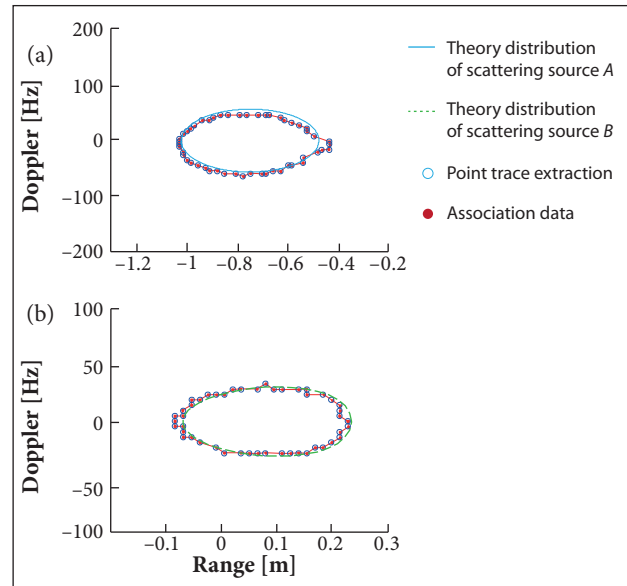 (a)
200
100
0
–100
–200
Doppler [Hz]
–1.2 –1 –0.8 –0.6 –0.4 –0.2
Theory distribution
of scattering source A
Theory distribution
of scattering source B
Point trace extraction
Association data
(b)
100
50
0
–50
–100
Doppler [Hz]
–0.1 0 0.1 0.2 0.3
Range [m]